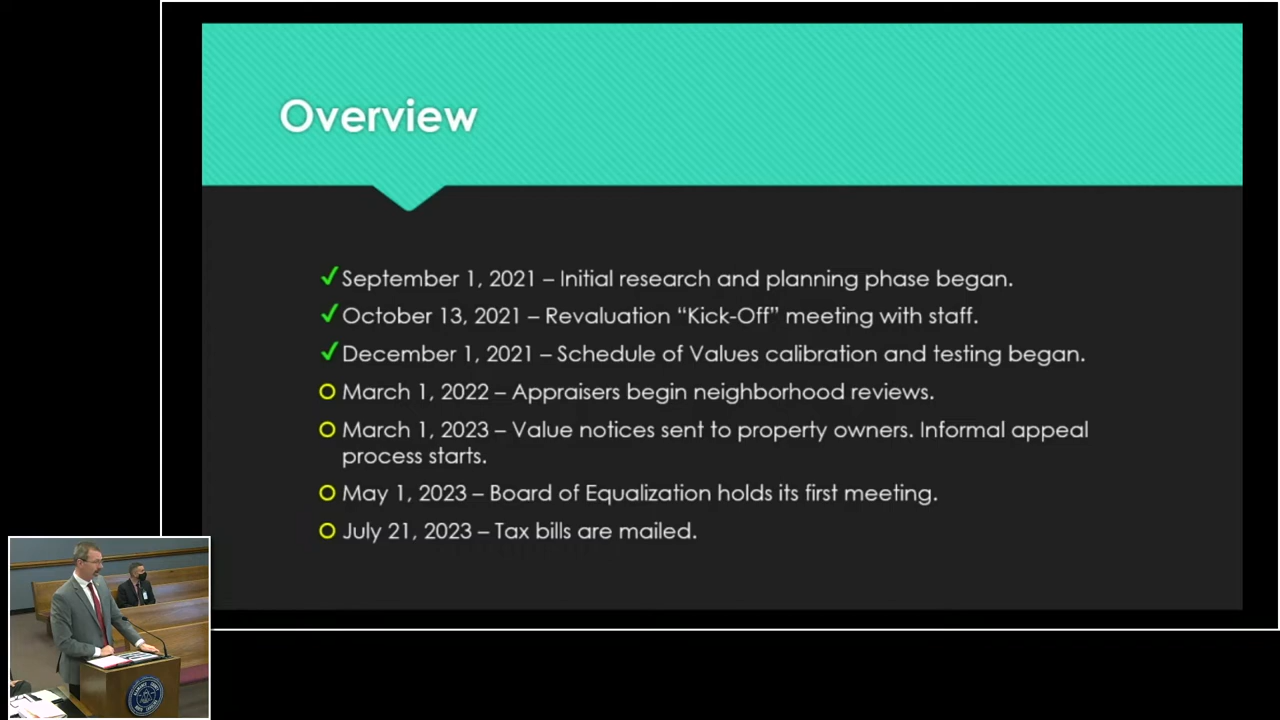 Overview
✓ September 1, 2021 – Initial research and planning phase began.
✓ October 13, 2021 – Revaluation “Kick-Off” meeting with staff.
✓ December 1, 2021 – Schedule of Values calibration and testing began.
March 1, 2022 – Appraisers begin neighborhood reviews.
March 1, 2023 – Value notices sent to property owners. Informal appeal
process starts.
May 1, 2023 – Board of Equalization holds its first meeting.
July 21, 2023 – Tax bills are mailed.